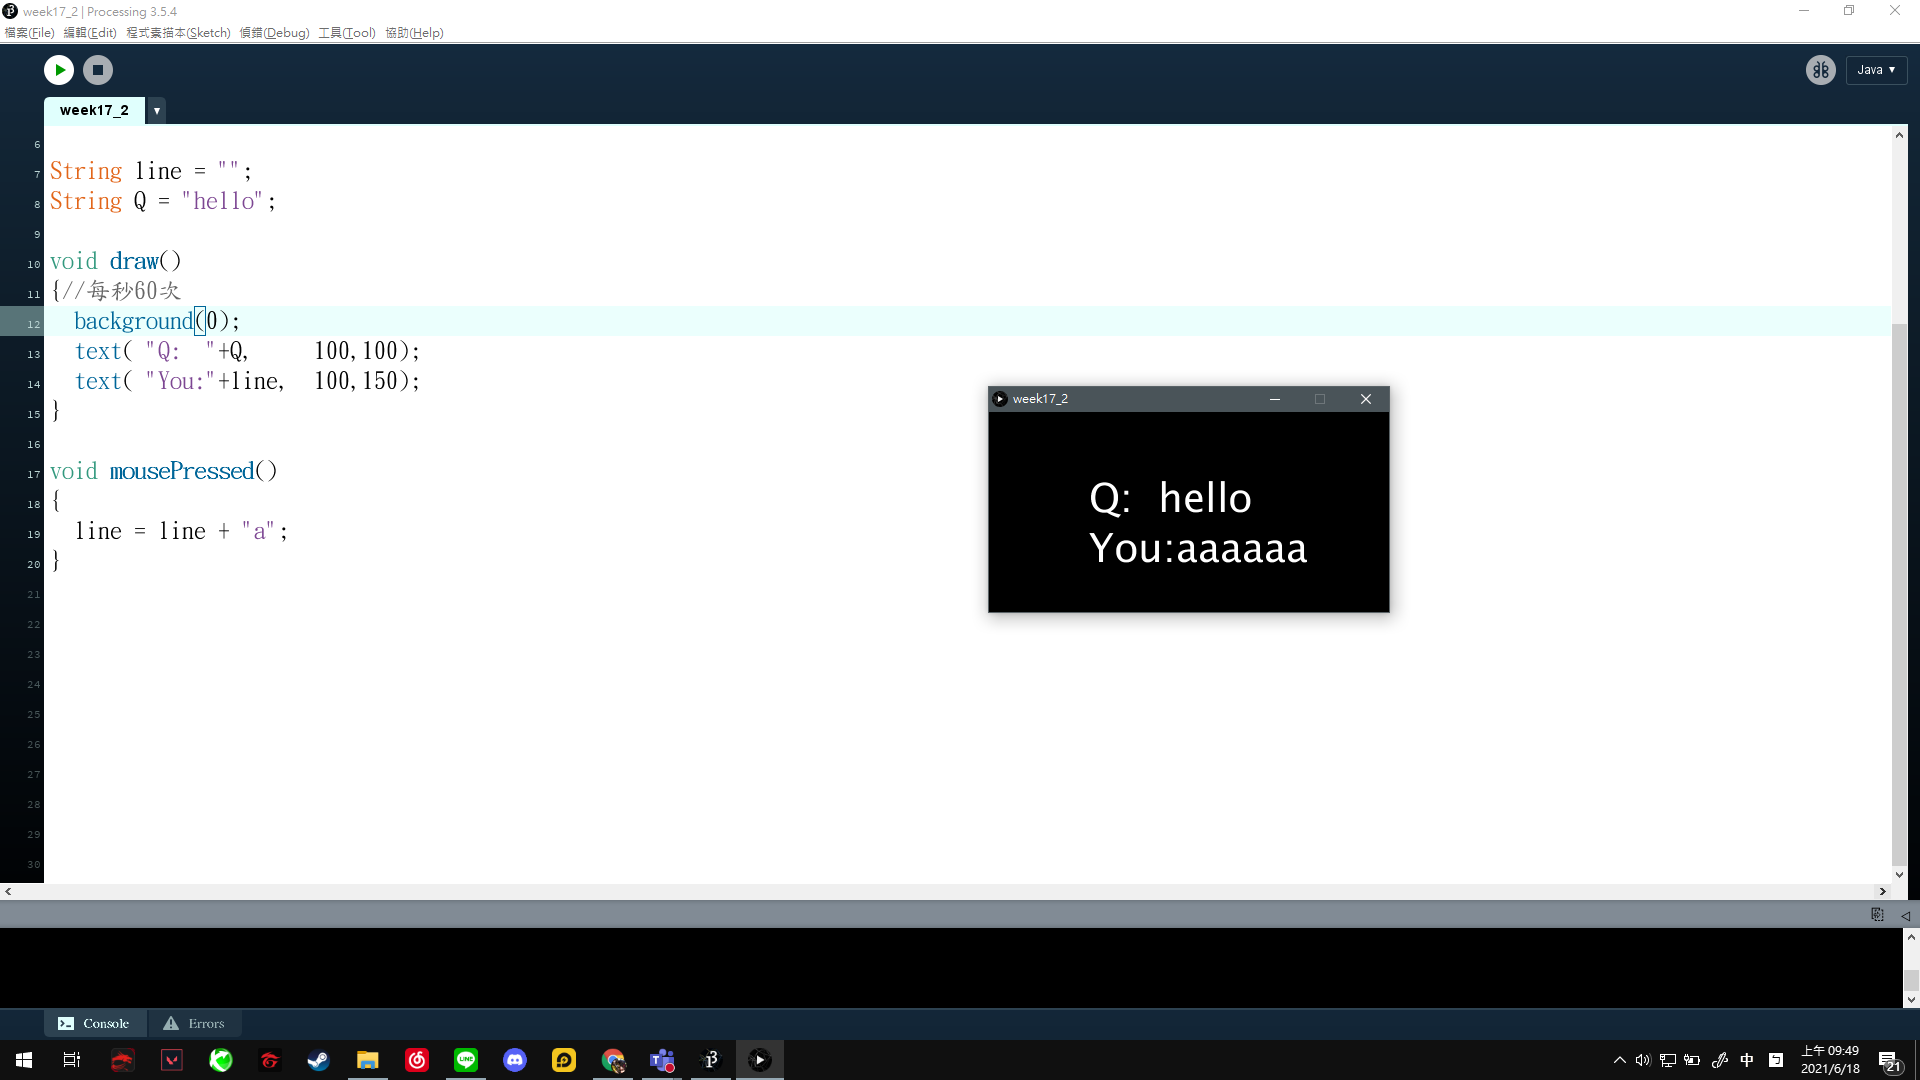 week17_2 | Processing 3.5.4
檔案(File) 編輯(Edit) 程式素描本(Sketch) 偵錯(Debug) 工具(Tool) 協助(Help)
Java ▼
week17_2 ▼
6
7 String line = "";
8 String Q = "hello";
9
10 void draw()
11 {//每秒60次
12 background(0);
13 text( "Q:  "+Q,     100,100);
14 text( "You:"+line,  100,150);
15 }
16
17 void mousePressed()
18 {
19 line = line + "a";
20 }
21
22
23
24
25
26
27
28
29
30
week17_2
Q:  hello
You:aaaaaa
Console Errors
中
上午 09:49
2021/6/18
21